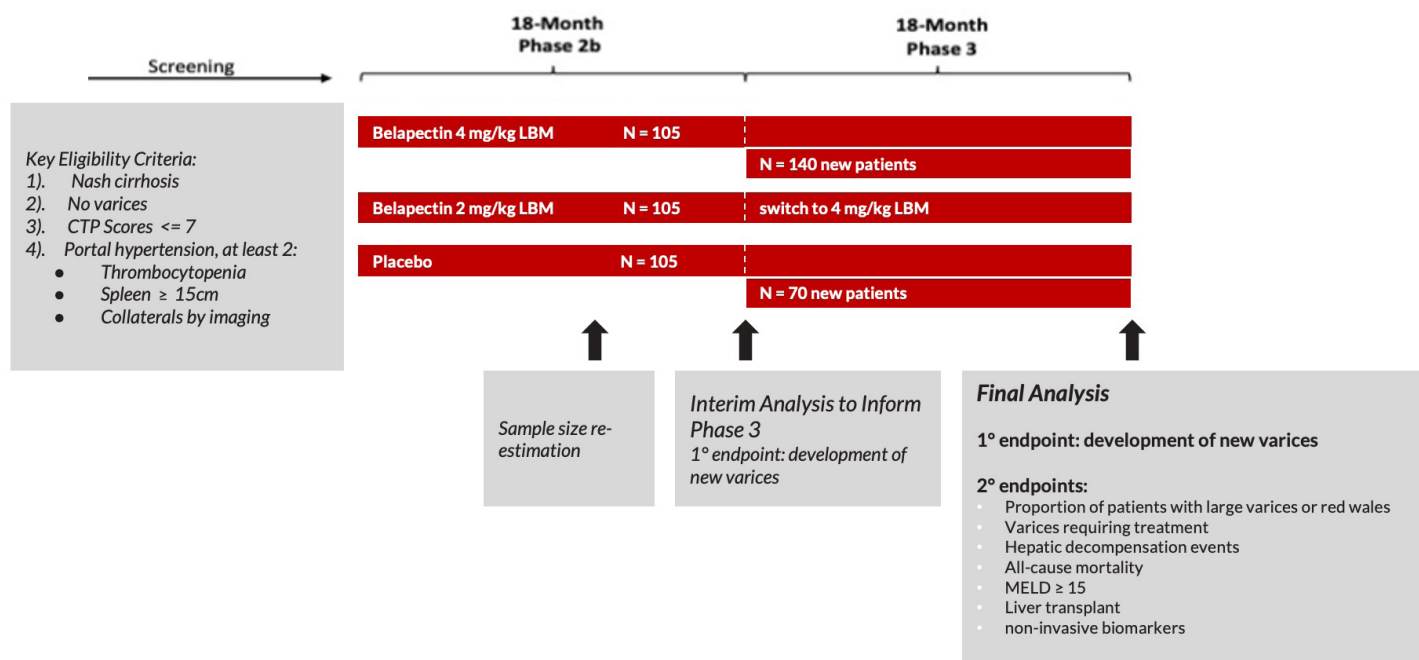 18-Month
Phase 2b
18-Month
Phase 3
Screening
Key Eligibility Criteria:
1). Nash cirrhosis
2). No varices
3). CTP Scores <= 7
4). Portal hypertension, at least 2:
● Thrombocytopenia
● Spleen ≥ 15cm
● Collaterals by imaging
Belapectin 4 mg/kg LBM N = 105
N = 140 new patients
Belapectin 2 mg/kg LBM N = 105 switch to 4 mg/kg LBM
Placebo N = 105
N = 70 new patients
Sample size re-
estimation
Interim Analysis to Inform
Phase 3
1° endpoint: development of
new varices
Final Analysis
1° endpoint: development of new varices
2° endpoints:
• Proportion of patients with large varices or red wales
• Varices requiring treatment
• Hepatic decompensation events
• All-cause mortality
• MELD ≥ 15
• Liver transplant
• non-invasive biomarkers